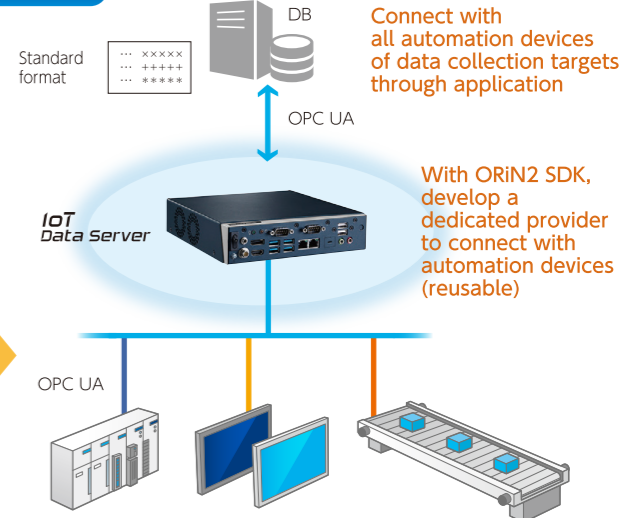 DB
Standard
format
... ×××××
... +++++
... *****
Connect with
all automation devices
of data collection targets
through application
OPC UA
With ORiN2 SDK,
develop a
dedicated provider
to connect with
automation devices
(reusable)
IoT
Data Server
OPC UA